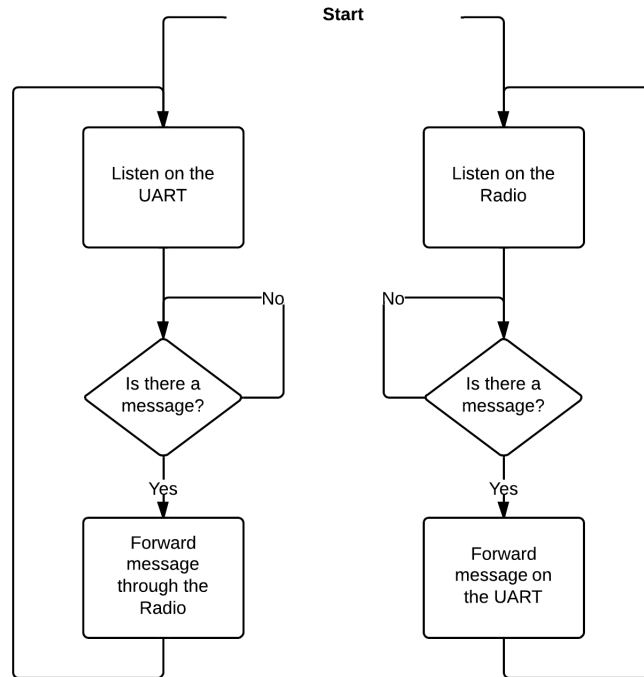 Start
Listen on the
UART
Listen on the
Radio
No
No
Is there a
message?
Is there a
message?
Yes
Yes
Forward
message
through the
Radio
Forward
message on
the UART